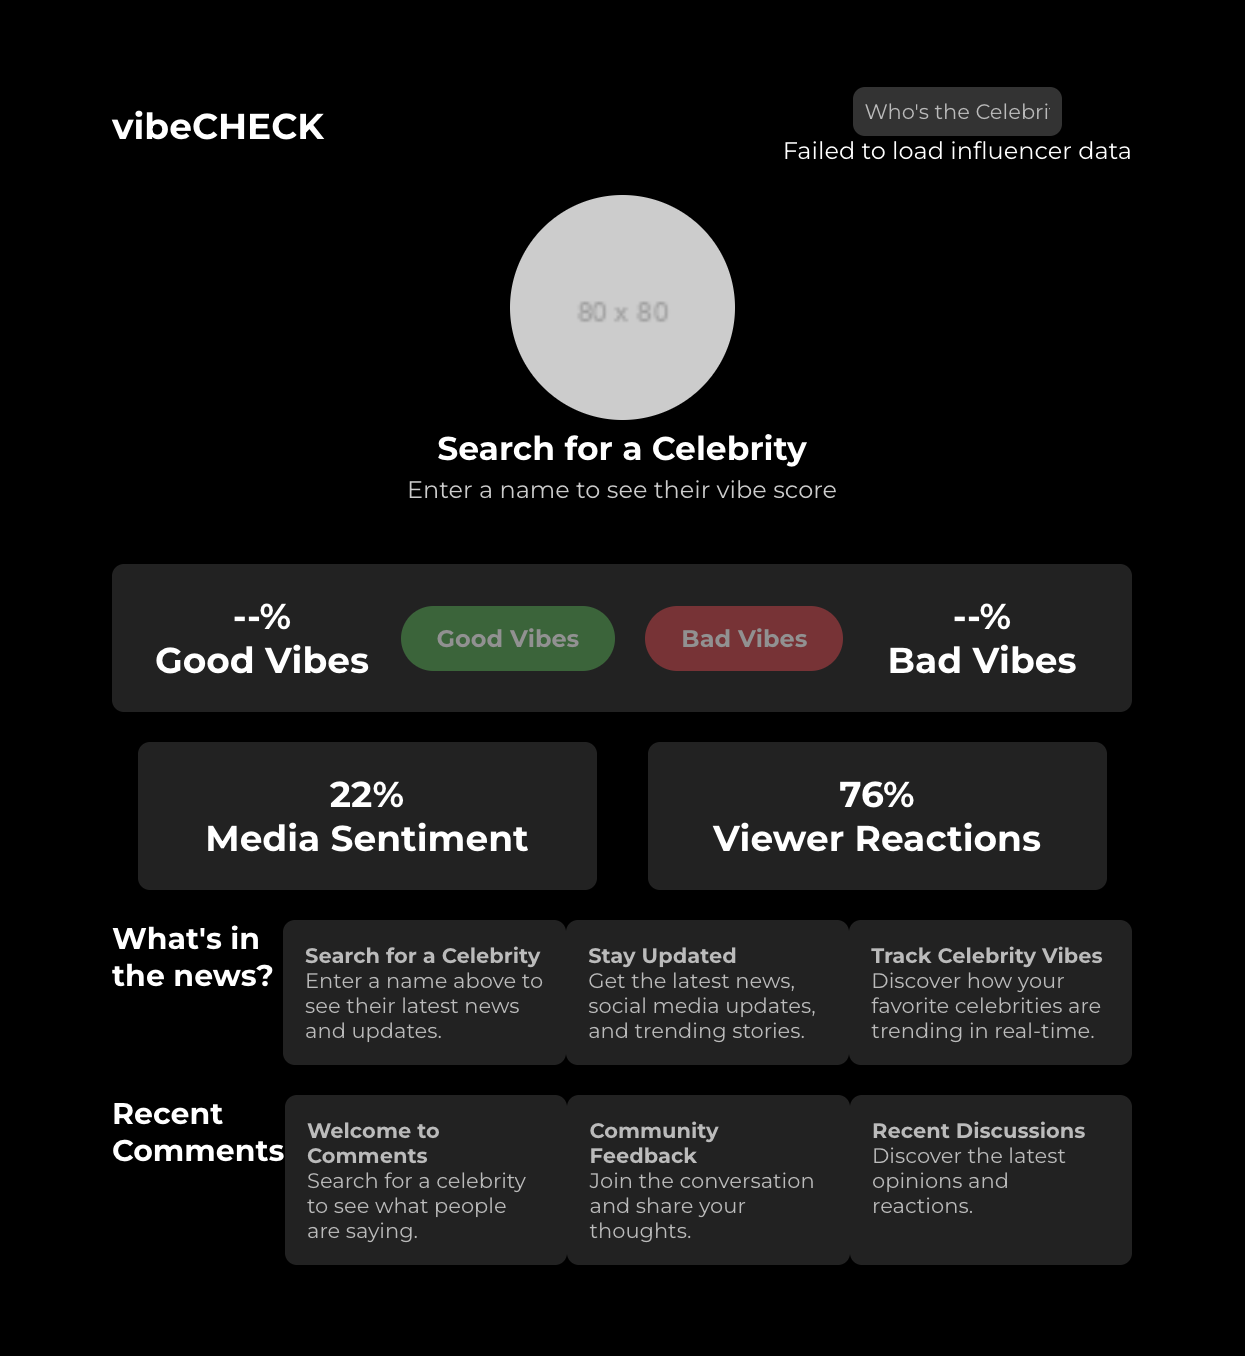 vibeCHECK
Who's the Celebri
Failed to load influencer data
80 x 80
Search for a Celebrity
Enter a name to see their vibe score
--%
Good Vibes
Good Vibes
Bad Vibes
--%
Bad Vibes
22%
Media Sentiment
76%
Viewer Reactions
What's in
the news?
Search for a Celebrity
Enter a name above to
see their latest news
and updates.
Stay Updated
Get the latest news,
social media updates,
and trending stories.
Track Celebrity Vibes
Discover how your
favorite celebrities are
trending in real-time.
Recent
Comments
Welcome to
Comments
Search for a celebrity
to see what people
are saying.
Community
Feedback
Join the conversation
and share your
thoughts.
Recent Discussions
Discover the latest
opinions and
reactions.